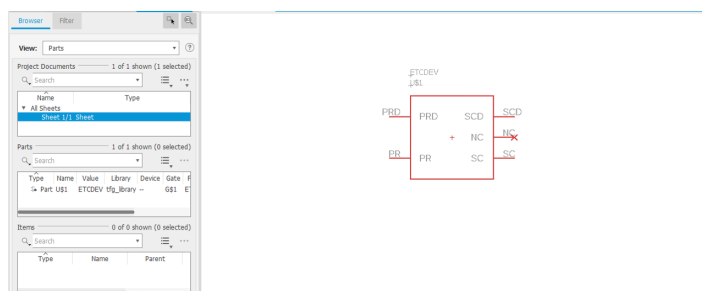 Browser Filter
View: Parts
Project Documents 1 of 1 shown (1 selected)
Search
Name Type
All Sheets
Sheet 1/1 Sheet
Parts 1 of 1 shown (0 selected)
Search
Type Name Value Library Device Gate F
Part U$1 ETCDEV tfg_library — G$1 E
Items 0 of 0 shown (0 selected)
Search
Type Name Parent
ETCDEV
U$1
PRD PRD SCD SCD
NC NC
PR PR SC SC